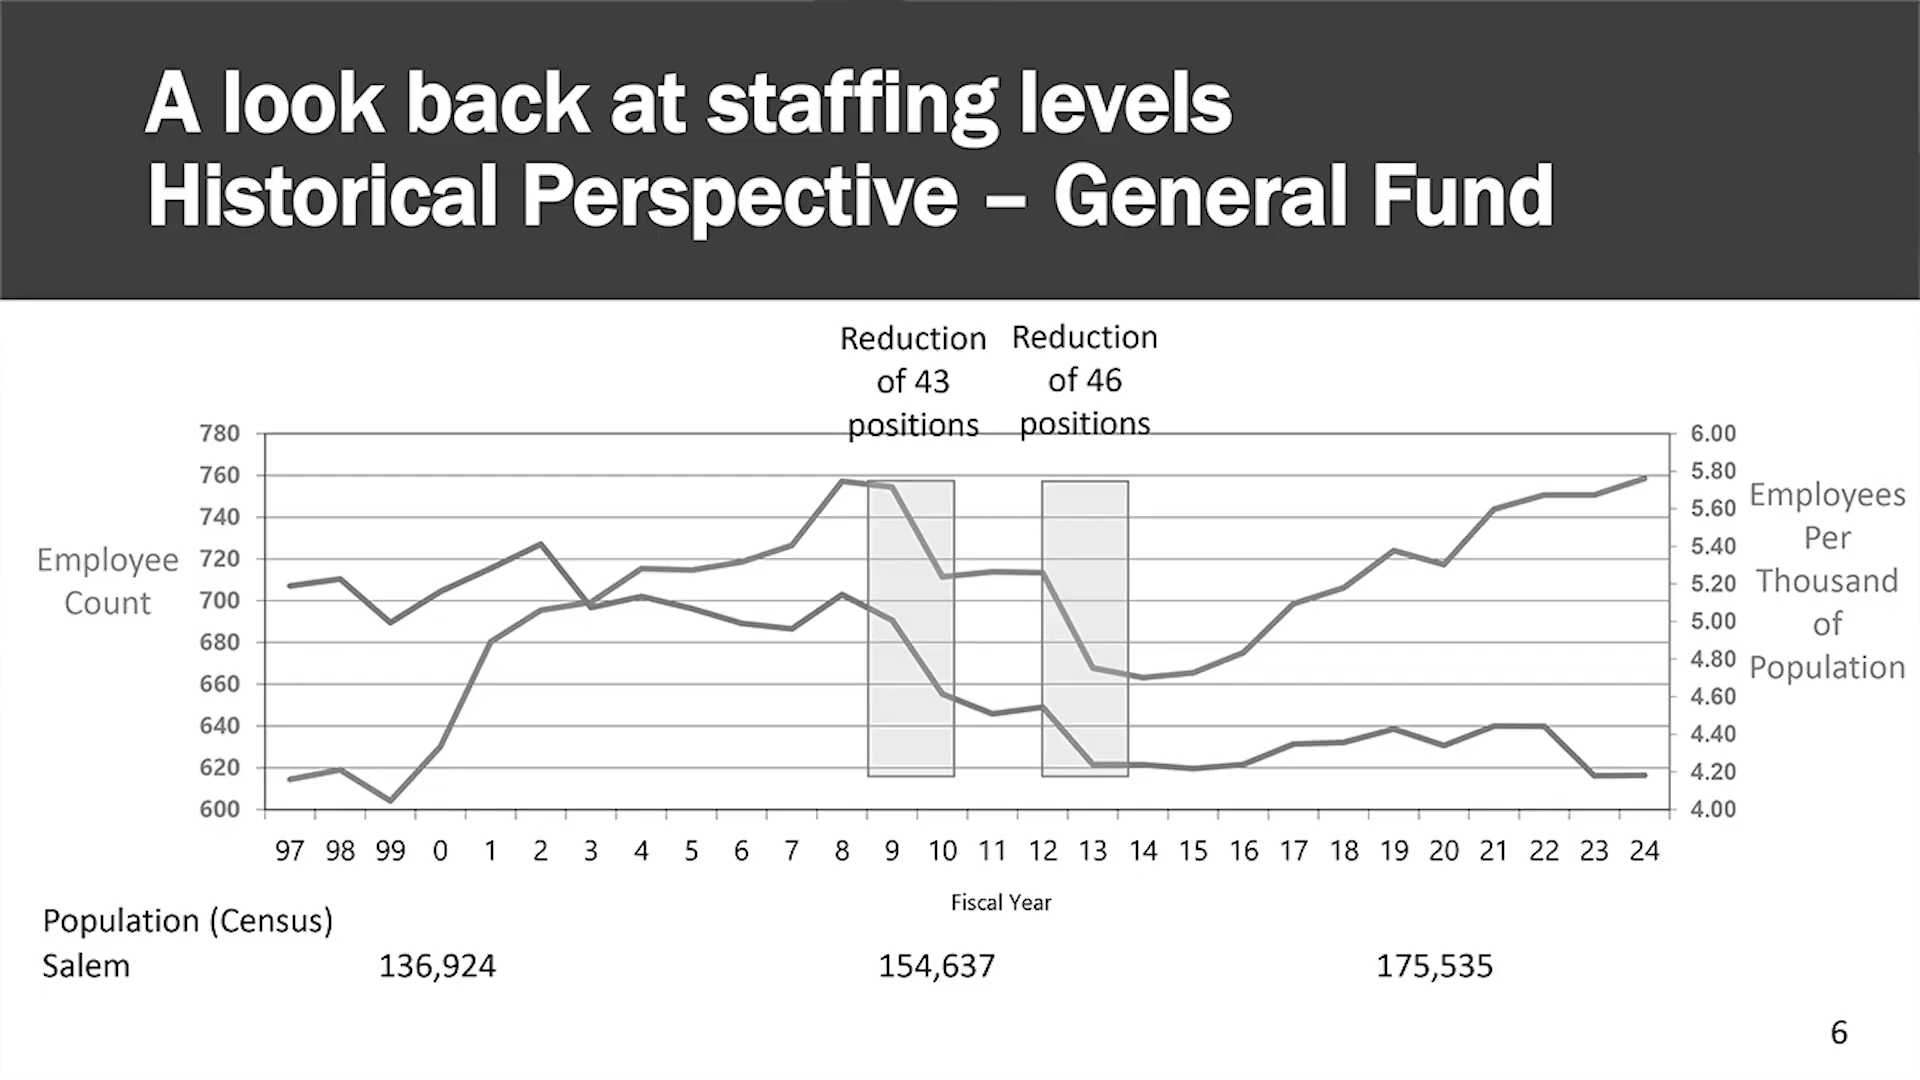 A look back at staffing levels
Historical Perspective – General Fund
Reduction
of 43
positions
Reduction
of 46
positions
Employee
Count
780
760
740
720
700
680
660
640
620
600
6.00
5.80
5.60
5.40
5.20
5.00
4.80
4.60
4.40
4.20
4.00
Employees
Per
Thousand
of
Population
97 98 99 0 1 2 3 4 5 6 7 8 9 10 11 12 13 14 15 16 17 18 19 20 21 22 23 24
Fiscal Year
Population (Census)
Salem 136,924 154,637 175,535
6